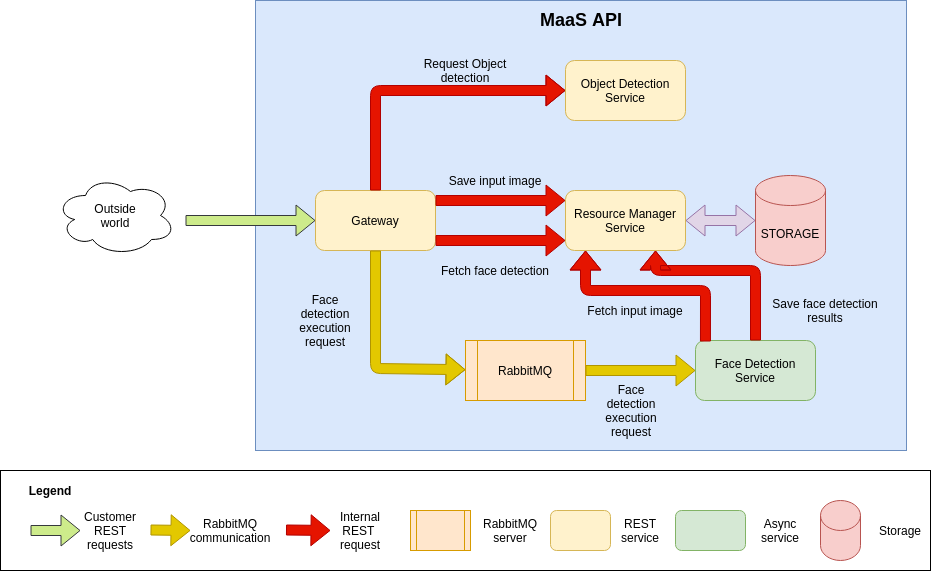 MaaS API
Request Object
detection
Object Detection
Service
Outside
world
Gateway
Save input image
Resource Manager
Service
STORAGE
Fetch face detection
Face
detection
execution
request
Fetch input image
Save face detection
results
RabbitMQ
Face Detection
Service
Face
detection
execution
request
Legend
Customer
REST
requests
RabbitMQ
communication
Internal
REST
request
RabbitMQ
server
REST
service
Async
service
Storage